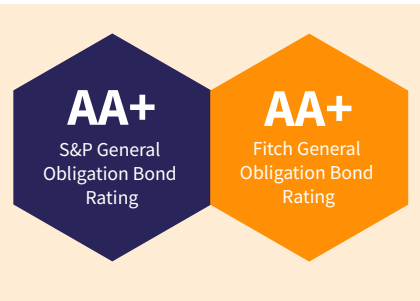 AA+
S&P General
Obligation Bond
Rating
AA+
Fitch General
Obligation Bond
Rating